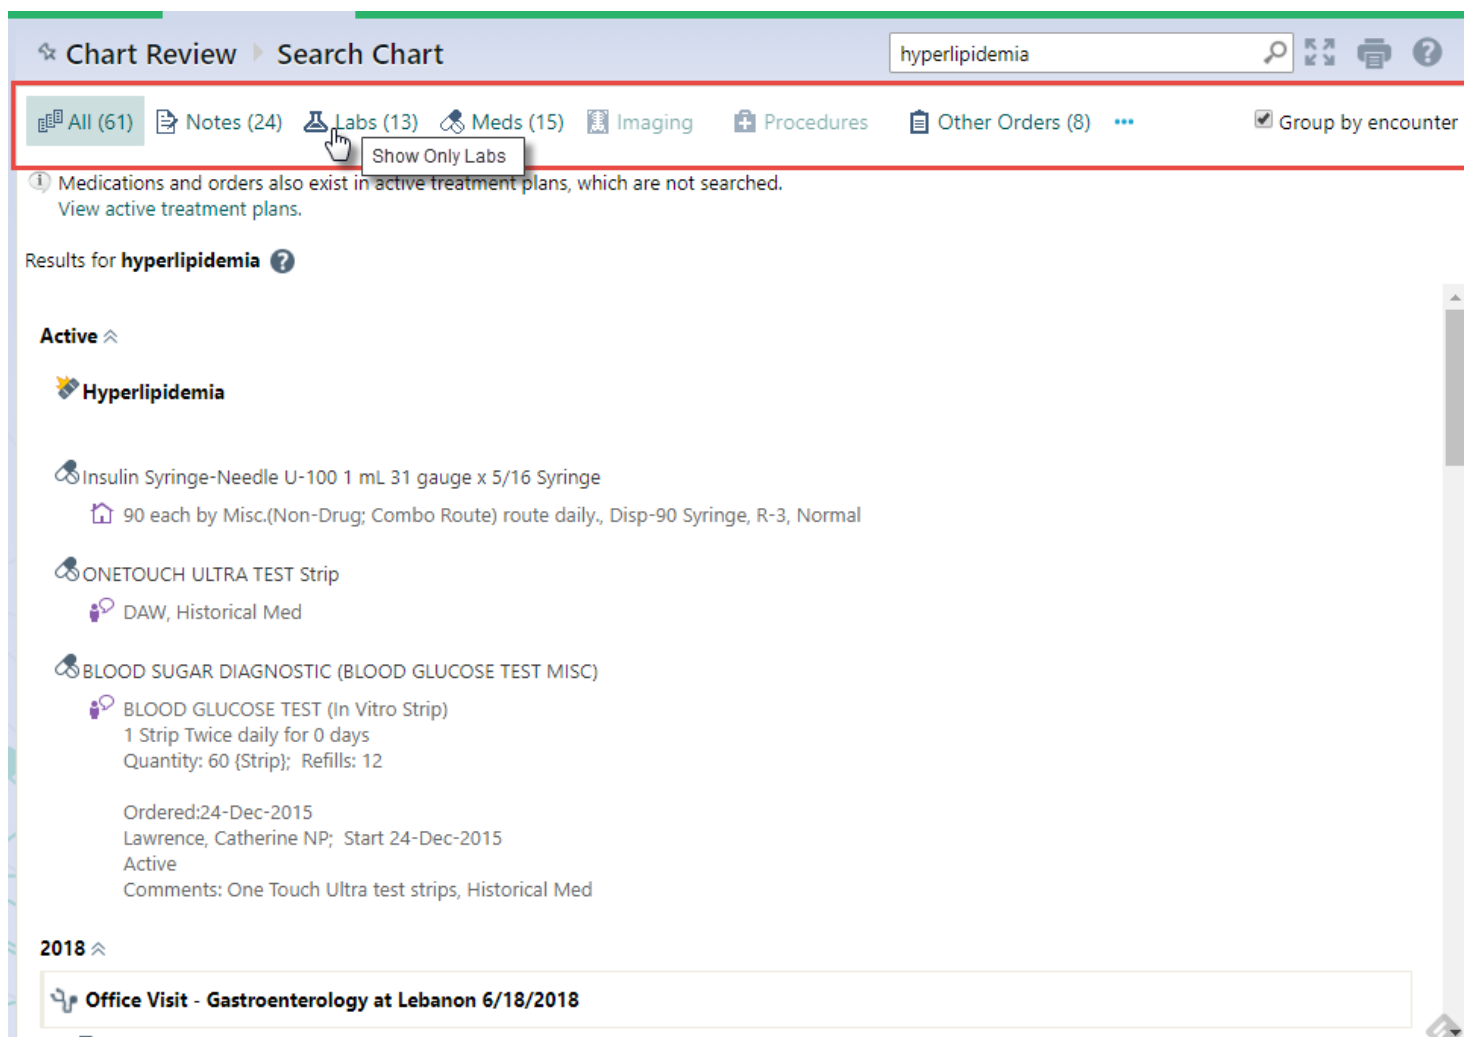 Chart Review Search Chart hyperlipidemia
All (61) Notes (24) Labs (13) Meds (15) Imaging Procedures Other Orders (8) ••• Group by encounter
Show Only Labs
Medications and orders also exist in active treatment plans, which are not searched.
View active treatment plans.
Results for hyperlipidemia ?
Active
Hyperlipidemia
Insulin Syringe-Needle U-100 1 mL 31 gauge x 5/16 Syringe
90 each by Misc.(Non-Drug; Combo Route) route daily., Disp-90 Syringe, R-3, Normal
ONETOUCH ULTRA TEST Strip
DAW, Historical Med
BLOOD SUGAR DIAGNOSTIC (BLOOD GLUCOSE TEST MISC)
BLOOD GLUCOSE TEST (In Vitro Strip)
1 Strip Twice daily for 0 days
Quantity: 60 {Strip}; Refills: 12
Ordered:24-Dec-2015
Lawrence, Catherine NP; Start 24-Dec-2015
Active
Comments: One Touch Ultra test strips, Historical Med
2018
Office Visit - Gastroenterology at Lebanon 6/18/2018